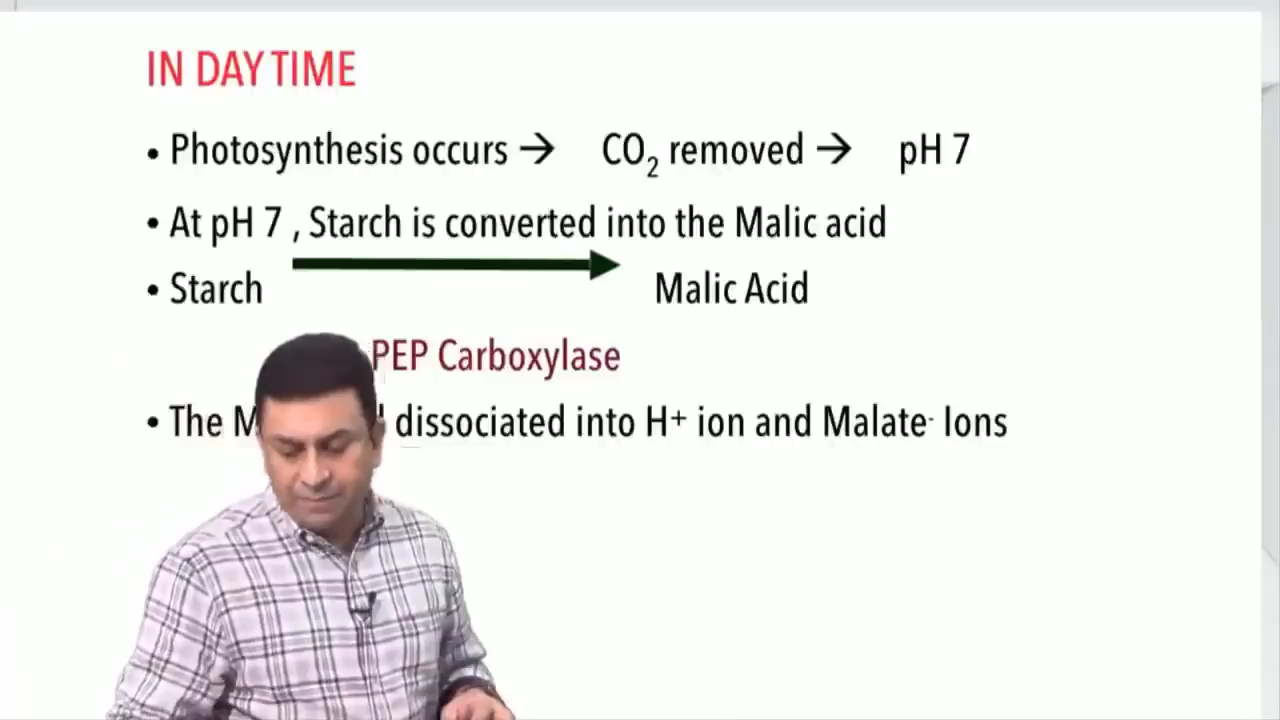 IN DAY TIME
• Photosynthesis occurs → CO₂ removed → pH 7
• At pH 7 , Starch is converted into the Malic acid
• Starch Malic Acid
PEP Carboxylase
• The dissociated into H⁺ ion and Malate⁻ Ions